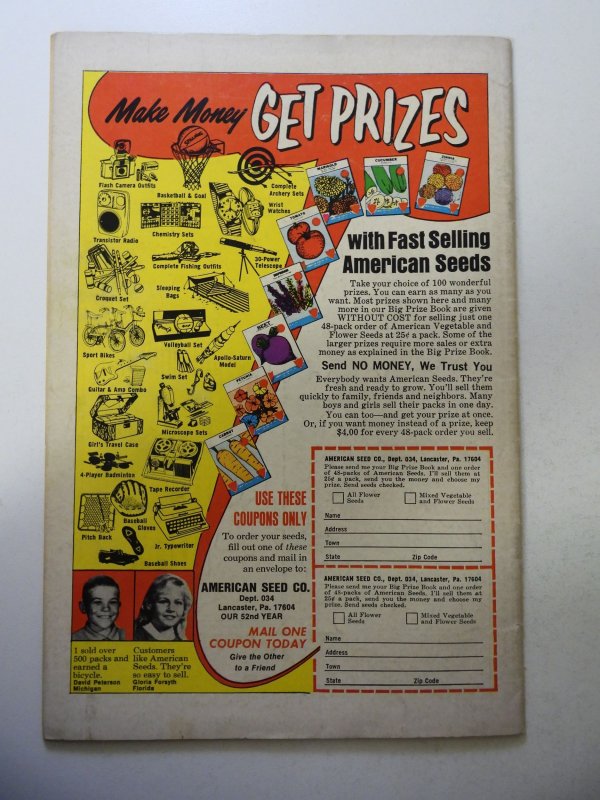 Make Money GET PRIZES
Flash Camera Outfits
Basketball & Goal
Complete
Archery Sets
Wrist
Watches
Transistor Radio
Chemistry Sets
Complete Fishing Outfits
30-Power
Telescope
Croquet Set
Sleeping
Bags
Volleyball Set
Apollo-Saturn
Model
Sport Bikes
Swim Set
Guitar & Amp Combo
Microscope Sets
Girl's Travel Case
4-Player Badminton
Tape Recorder
Baseball
Gloves
Pitch Back
Jr. Typewriter
Baseball Shoes
MARIGOLD
CUCUMBER
ZINNIA
TOMATO
BEET
PETUNIA
CARROT
with Fast Selling
American Seeds
Take your choice of 100 wonderful
prizes. You can earn as many as you
want. Most prizes shown here and many
more in our Big Prize Book are given
WITHOUT COST for selling just one
48-pack order of American Vegetable and
Flower Seeds at 25¢ a pack. Some of the
larger prizes require more sales or extra
money as explained in the Big Prize Book.
Send NO MONEY, We Trust You
Everybody wants American Seeds. They're
fresh and ready to grow. You'll sell them
quickly to family, friends and neighbors. Many
boys and girls sell their packs in one day.
You can too—and get your prize at once.
Or, if you want money instead of a prize, keep
$4.00 for every 48-pack order you sell.
USE THESE
COUPONS ONLY
To order your seeds,
fill out one of these
coupons and mail in
an envelope to:
AMERICAN SEED CO.
Dept. 034
Lancaster, Pa. 17604
OUR 52nd YEAR
MAIL ONE
COUPON TODAY
Give the Other
to a Friend
AMERICAN SEED CO., Dept. 034, Lancaster, Pa. 17604
Please send me your Big Prize Book and one order
of 48-packs of American Seeds. I'll sell them at
25¢ a pack, send you the money and choose my
prize. Send seeds checked.
All Flower
Seeds
Mixed Vegetable
and Flower Seeds
Name
Address
Town
State Zip Code
AMERICAN SEED CO., Dept. 034, Lancaster, Pa. 17604
Please send me your Big Prize Book and one order
of 48-packs of American Seeds. I'll sell them at
25¢ a pack, send you the money and choose my
prize. Send seeds checked.
All Flower
Seeds
Mixed Vegetable
and Flower Seeds
Name
Address
Town
State Zip Code
I sold over
500 packs and
earned a
bicycle.
David Peterson
Michigan
Customers
like American
Seeds. They're
so easy to sell.
Gloria Forsyth
Florida